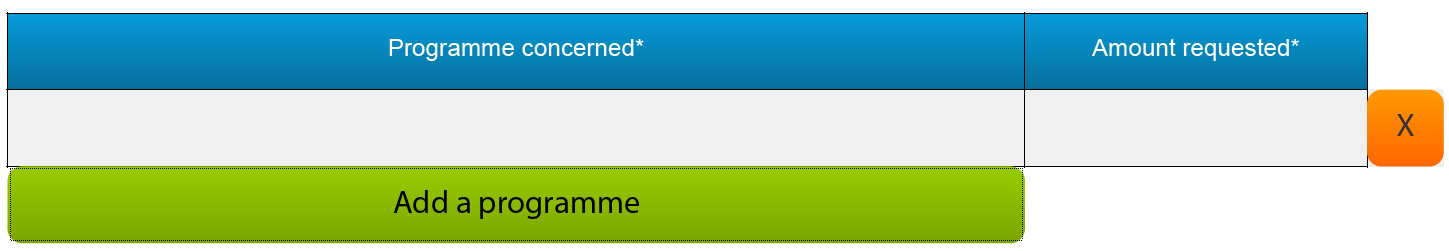 Programme concerned*
Amount requested*
X
Add a programme